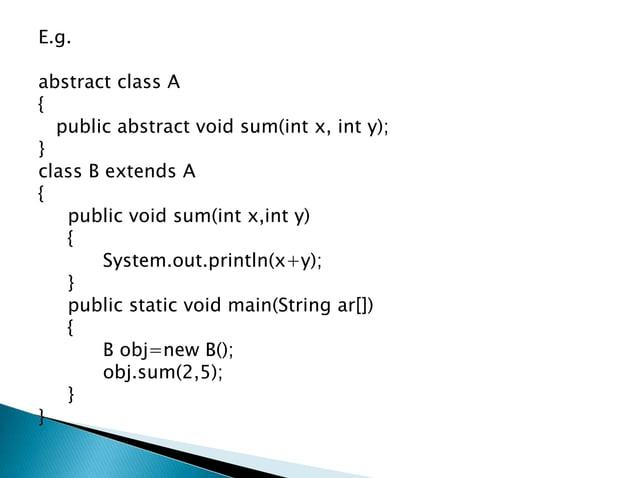 E.g.
abstract class A
{
public abstract void sum(int x, int y);
}
class B extends A
{
public void sum(int x,int y)
{
System.out.println(x+y);
}
public static void main(String ar[])
{
B obj=new B();
obj.sum(2,5);
}
}